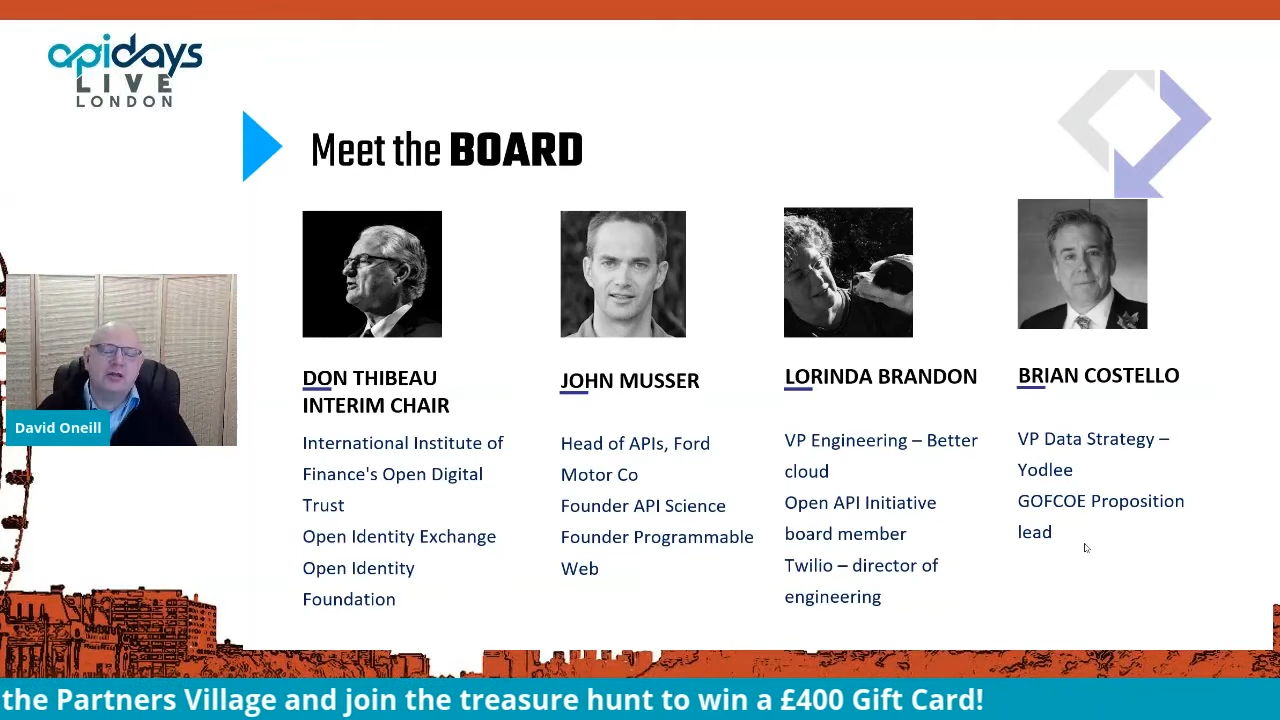 apidays
LIVE
LONDON
Meet the BOARD
DON THIBEAU
INTERIM CHAIR
International Institute of
Finance's Open Digital
Trust
Open Identity Exchange
Open Identity
Foundation
JOHN MUSSER
Head of APIs, Ford
Motor Co
Founder API Science
Founder Programmable
Web
LORINDA BRANDON
VP Engineering – Better
cloud
Open API Initiative
board member
Twilio – director of
engineering
BRIAN COSTELLO
VP Data Strategy –
Yodlee
GOFCOE Proposition
lead
David Oneill
the Partners Village and join the treasure hunt to win a £400 Gift Card!